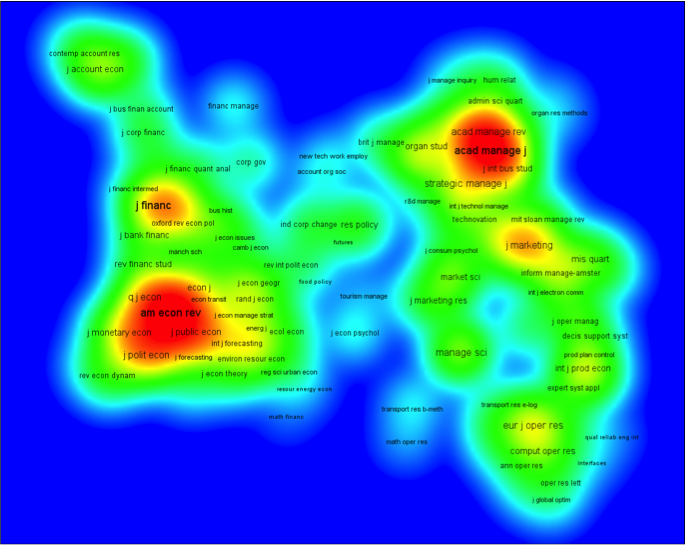 contemp account res
j account econ
j manage inquiry
hum relat
financ manage
admin sci quart
j bus finan account
organ res methods
j corp financ
acad manage rev
brit j manage
organ stud
acad manage j
new tech work employ
corp gov
j financ quant anal
account org soc
j int bus stud
strategic manage j
j financ intermed
j financ
r&d manage
int j technol manage
bus hist
oxford rev econ pol
ind corp change
res policy
technovation
mit sloan manage rev
j bank financ
j econ issues
futures
camb j econ
j marketing
manch sch
j consum psychol
rev financ stud
rev int polit econ
mis quart
market sci
inform manage-amster
j econ geogr
food policy
econ j
int j electron comm
q j econ
econ transit
rand j econ
tourism manage
j marketing res
am econ rev
j econ manage strat
j oper manag
j monetary econ
j public econ
energ j
ecol econ
j econ psychol
decis support syst
int j forecasting
manage sci
j polit econ
j forecasting
environ resour econ
prod plan control
int j prod econ
rev econ dynam
j econ theory
reg sci urban econ
resour energy econ
expert syst appl
transport res b-meth
transport res e-log
math financ
eur j oper res
math oper res
qual reliab eng int
comput oper res
ann oper res
interfaces
oper res lett
j global optim